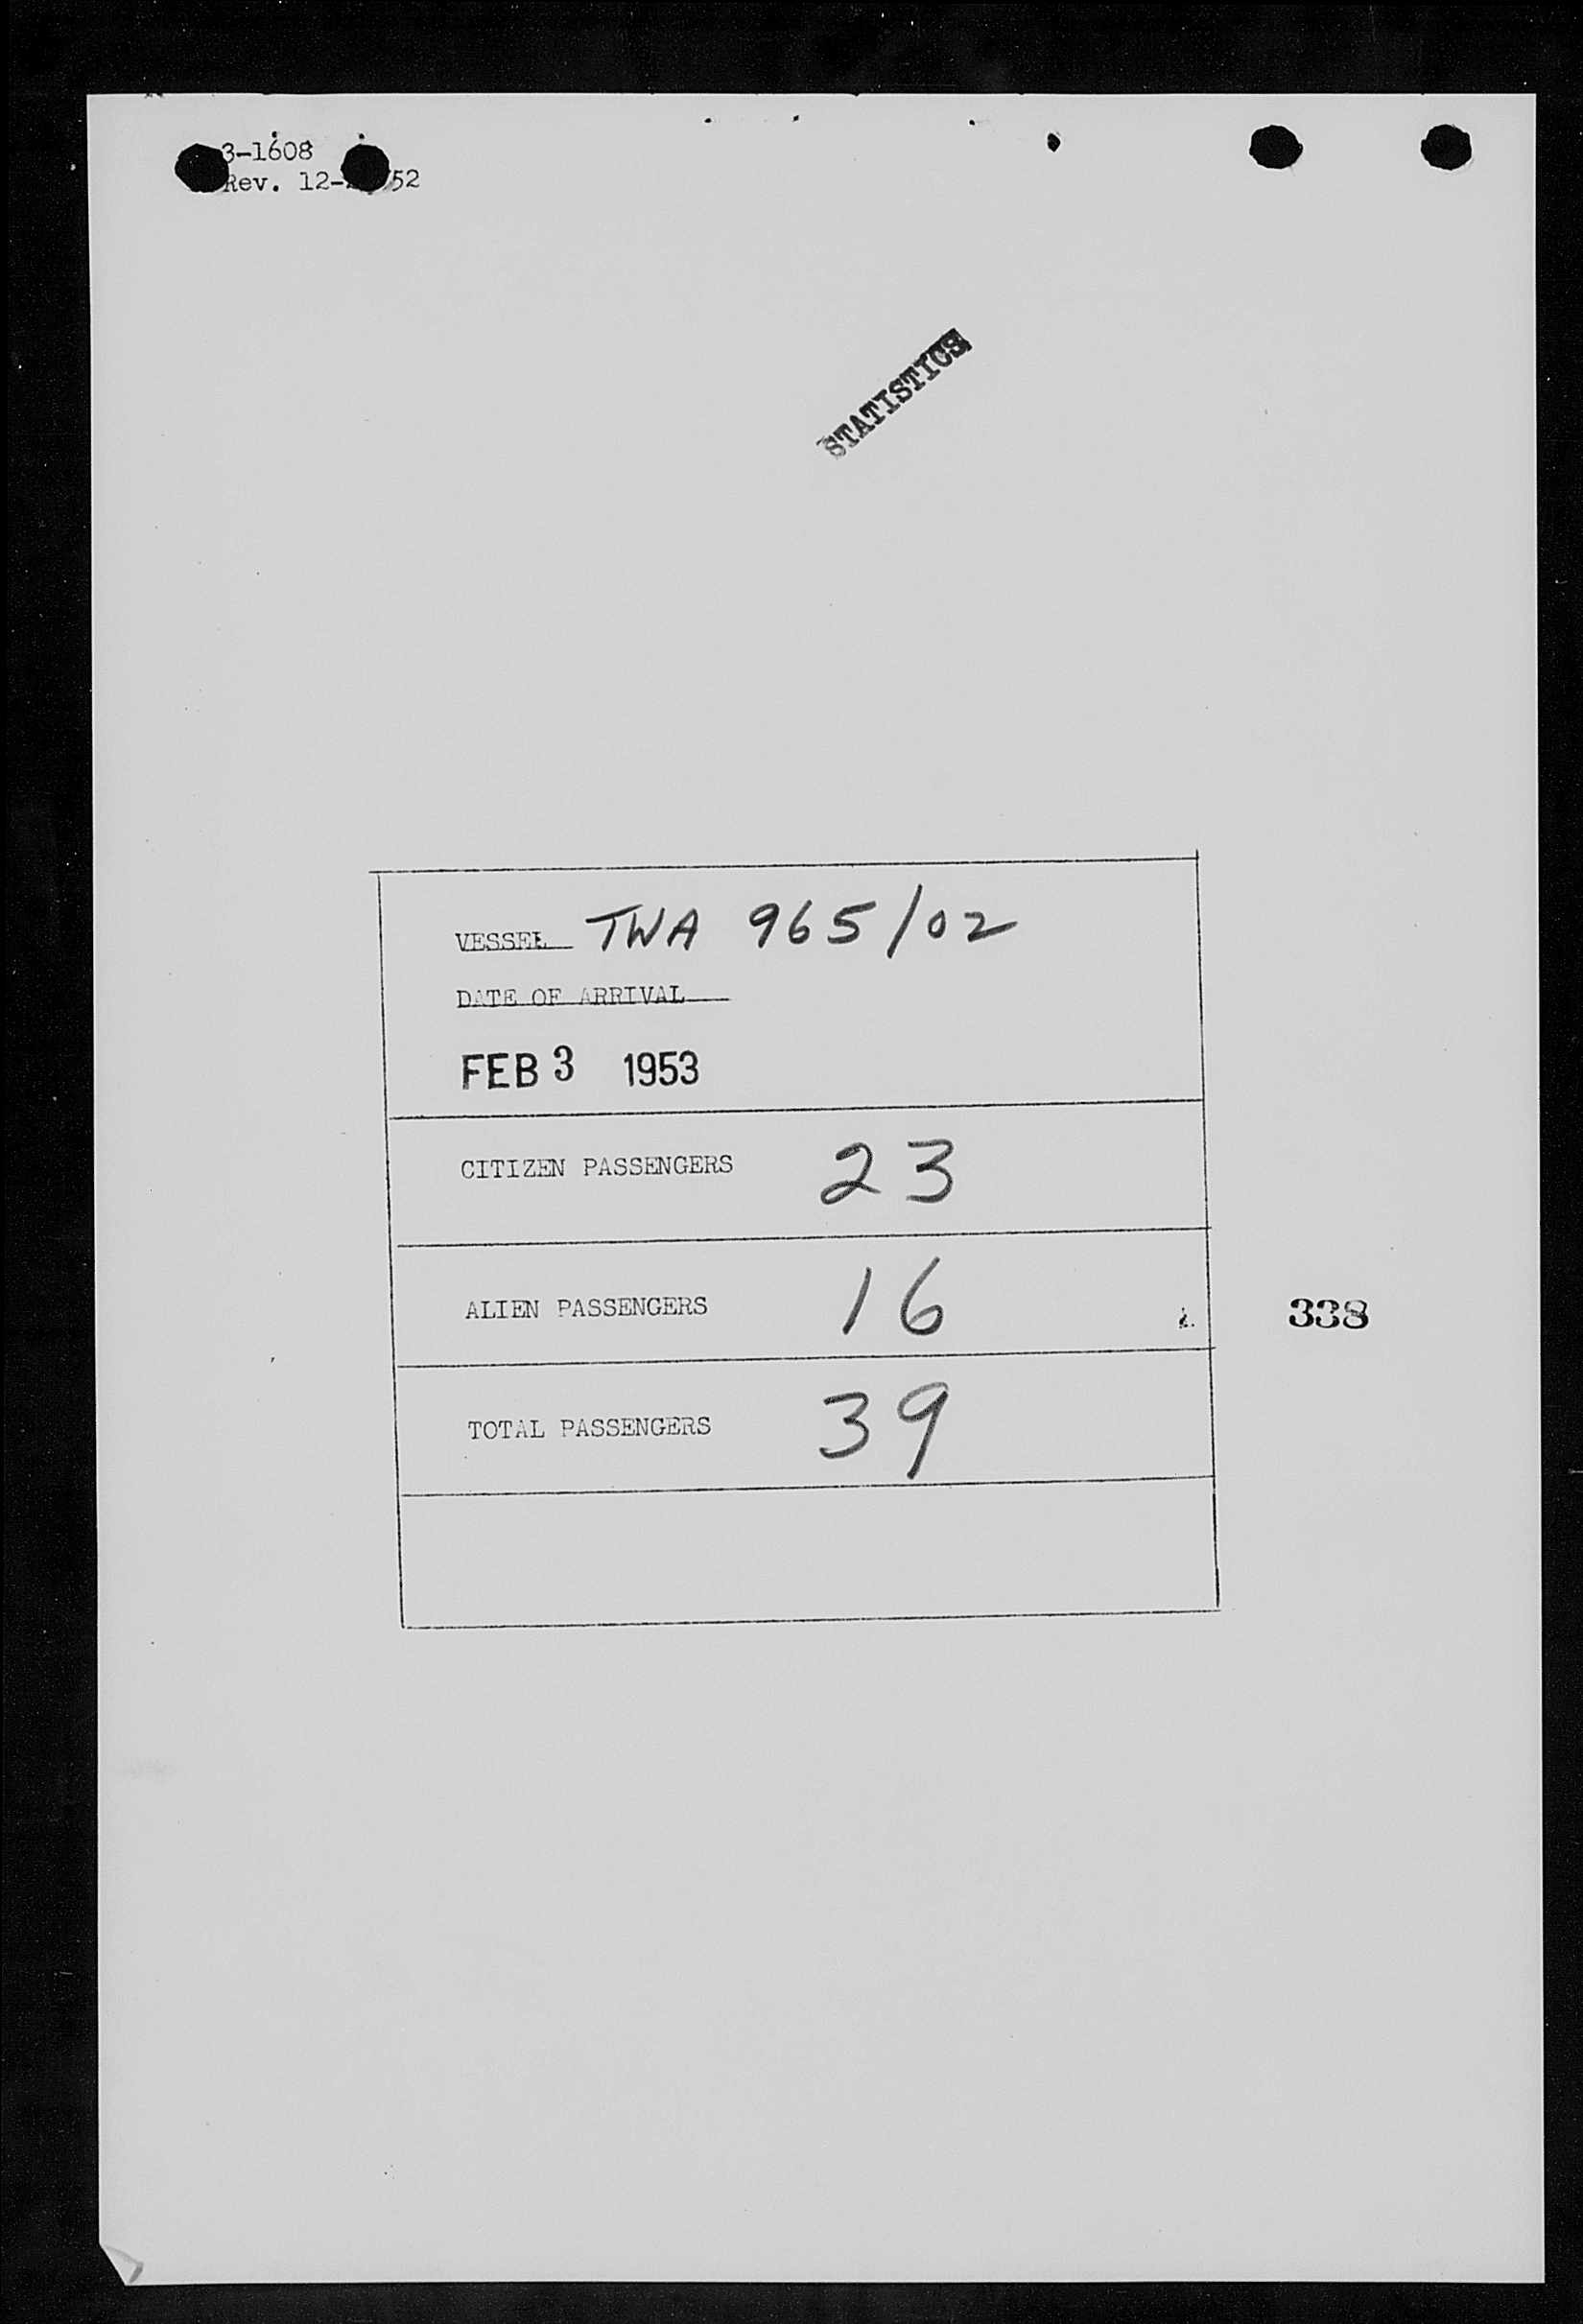 3-1608
Rev. 12- /52
STATISTICS
VESSEL TWA 965/02
DATE OF ARRIVAL
FEB 3 1953
CITIZEN PASSENGERS 23
ALIEN PASSENGERS 16
338
TOTAL PASSENGERS 39